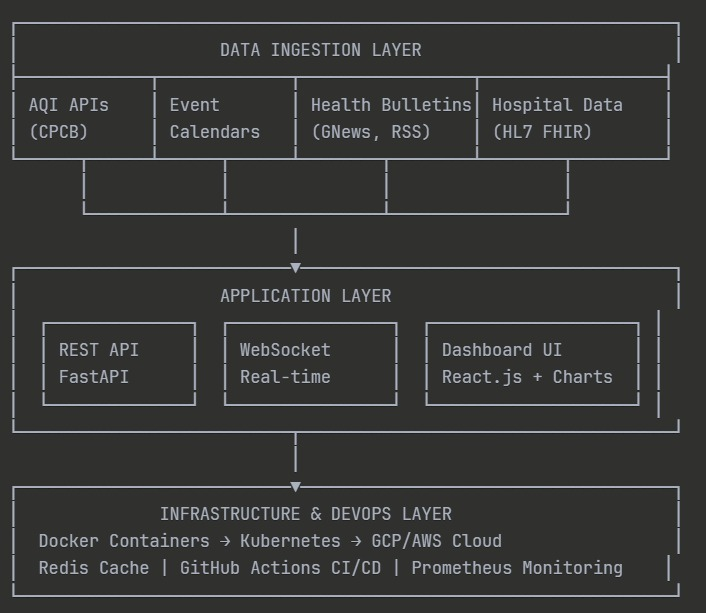 DATA INGESTION LAYER
AQI APIs Event Health Bulletins Hospital Data
(CPCB) Calendars (GNews, RSS) (HL7 FHIR)
APPLICATION LAYER
REST API WebSocket Dashboard UI
FastAPI Real-time React.js + Charts
INFRASTRUCTURE & DEVOPS LAYER
Docker Containers → Kubernetes → GCP/AWS Cloud
Redis Cache | GitHub Actions CI/CD | Prometheus Monitoring